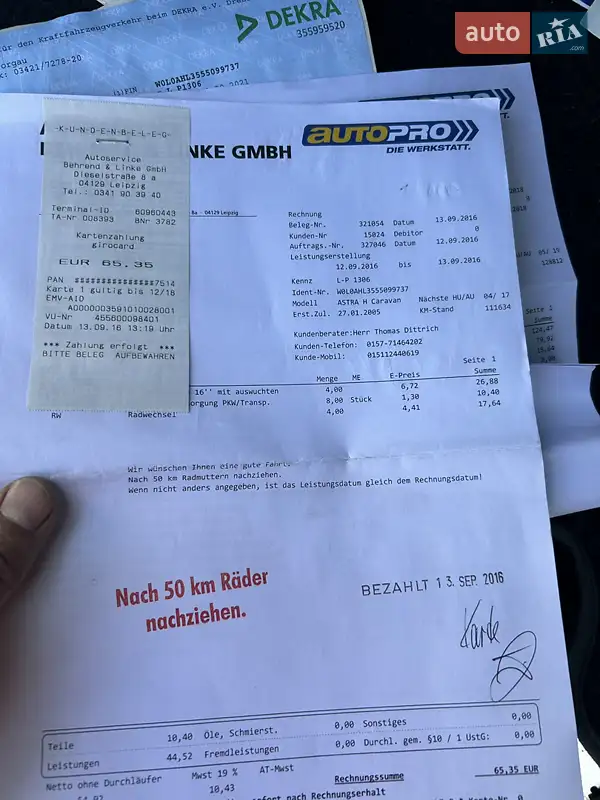 auto RIA .com
DEKRA
für den Kraftfahrzeugverkehr beim DEKRA e.V.
355959520
orgau
03421/7278-20
W0L0AHL3555099737
P1306
2021
-K-U-N-D-E-N-B-E-L-E-G-
Autoservice
Behrend & Linke GmbH
Dieselstraße 8 a
04129 Leipzig
Tel.: 0341 90 39 40
Terminal-ID 60960443
TA-Nr 008393 BNr 3782
Kartenzahlung
girocard
EUR 65,35
PAN ###############7514
Karte 1 gültig bis 12/18
EMV-AID
A0000003591010028001
VU-Nr 455600098401
Datum 13.09.16 13:19 Uhr
*** Zahlung erfolgt ***
BITTE BELEG AUFBEWAHREN
NKE GMBH
AUTOPRO
DIE WERKSTATT.
8a - 04129 Leipzig
Rechnung
Beleg-Nr. 321054 Datum 13.09.2016
Kunden-Nr 15024 Debitor 0
Auftrags.-Nr. 327046 Datum 12.09.2016
Leistungserstellung
12.09.2016 bis 13.09.2016
Kennz L-P 1306
Ident-Nr. W0L0AHL3555099737
Modell ASTRA H Caravan Nächste HU/AU 04/ 17
Erst.Zul. 27.01.2005 KM-Stand 111634
Kundenberater:Herr Thomas Dittrich
Kunden-Telefon: 0157-71464202
Kunde-Mobil: 015112440619
Seite 1
Menge ME E-Preis Summe
16'' mit auswuchten 4,00 6,72 26,88
orgung PKW/Transp. 8,00 Stück 1,30 10,40
RW Radwechsel 4,00 4,41 17,64
Wir wünschen Ihnen eine gute Fahrt.
Nach 50 km Radmuttern nachziehen.
Wenn nicht anders angegeben, ist das Leistungsdatum gleich dem Rechnungsdatum!
Nach 50 km Räder
nachziehen.
BEZAHLT 13. SEP. 2016
Karte
Teile 10,40 Öle, Schmierst. 0,00 Sonstiges 0,00
Leistungen 44,52 Fremdleistungen 0,00 Durchl. gem. §10 / 1 UstG: 0,00
Netto ohne Durchläufer Mwst 19 % AT-Mwst Rechnungssumme 65,35 EUR
10,43
sofort nach Rechnungserhalt